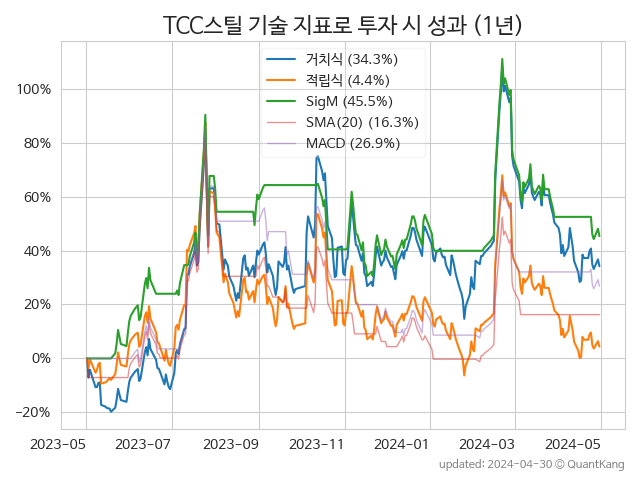 TCC스틸 기술 지표로 투자 시 성과 (1년)
거치식 (34.3%)
적립식 (4.4%)
SigM (45.5%)
SMA(20) (16.3%)
MACD (26.9%)
100%
80%
60%
40%
20%
0%
−20%
2023-05 2023-07 2023-09 2023-11 2024-01 2024-03 2024-05
updated: 2024-04-30 © QuantKang